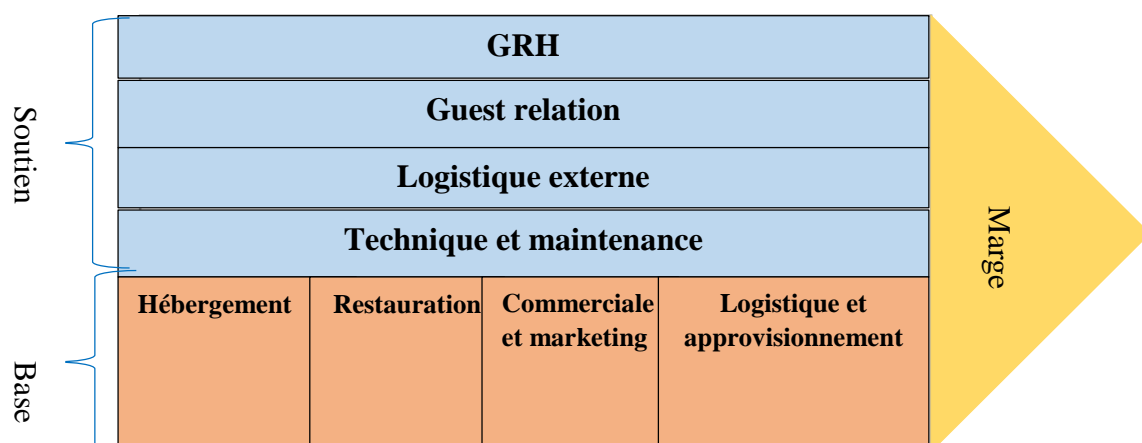 GRH
Guest relation
Logistique externe
Technique et maintenance
Soutien
Hébergement
Restauration
Commerciale
et marketing
Logistique et
approvisionnement
Base
Marge